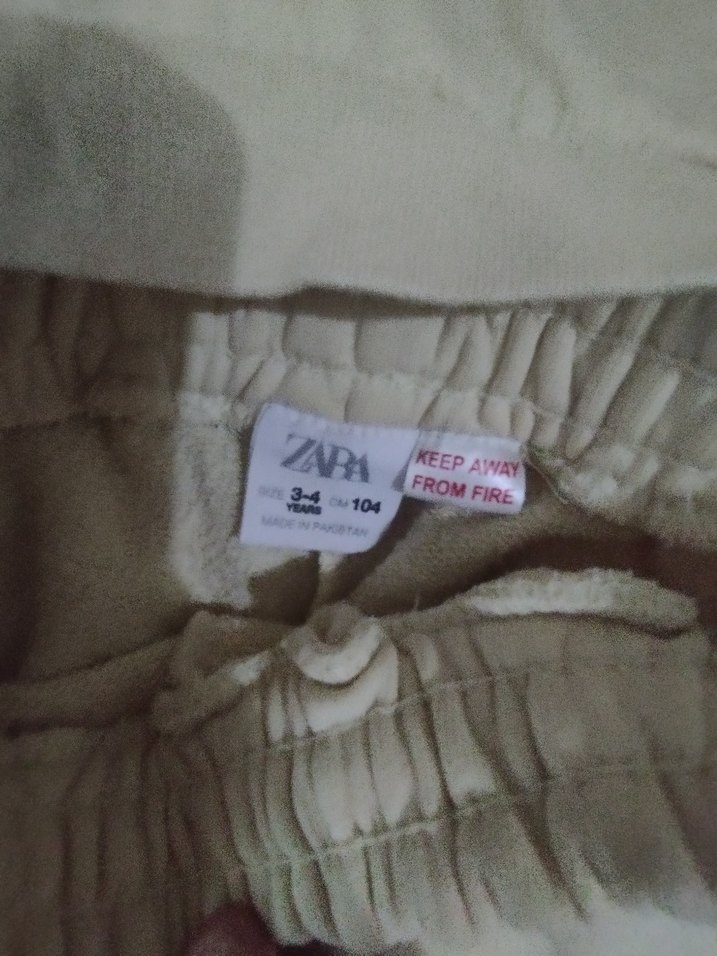 ZARA
SIZE 3-4 YEARS CM 104
MADE IN PAKISTAN
KEEP AWAY
FROM FIRE